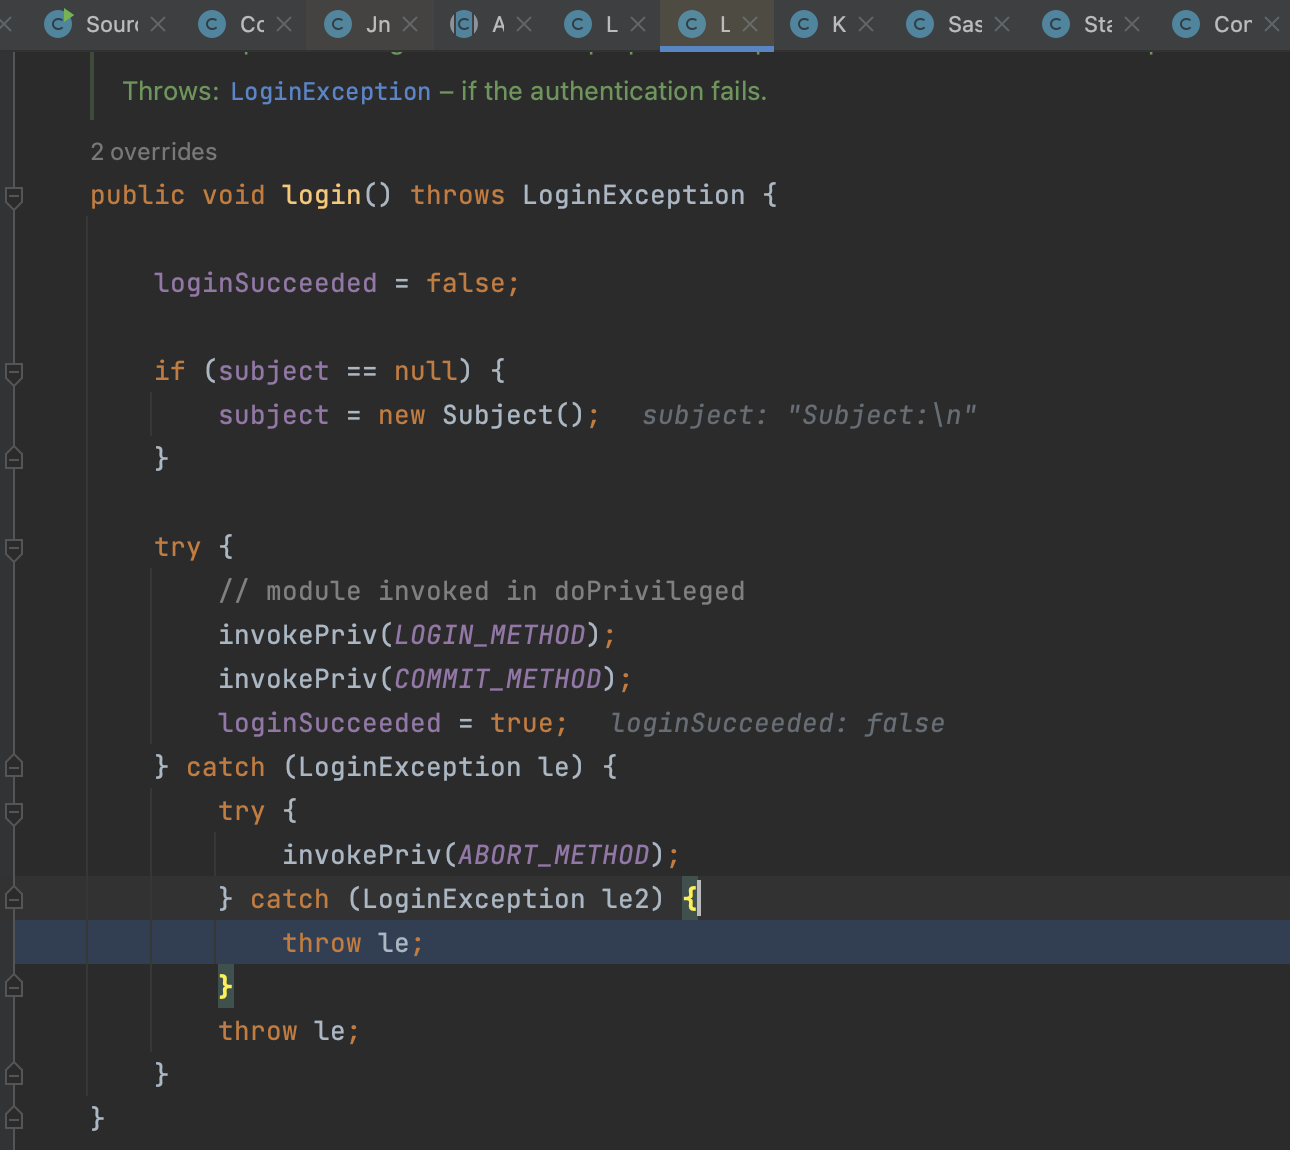 Sour
Co
Jn
A
L
L
K
Sas
Sta
Cor
Throws: LoginException – if the authentication fails.
2 overrides
public void login() throws LoginException {
loginSucceeded = false;
if (subject == null) {
subject = new Subject(); subject: "Subject:\n"
}
try {
// module invoked in doPrivileged
invokePriv(LOGIN_METHOD);
invokePriv(COMMIT_METHOD);
loginSucceeded = true; loginSucceeded: false
} catch (LoginException le) {
try {
invokePriv(ABORT_METHOD);
} catch (LoginException le2) {
throw le;
}
throw le;
}
}